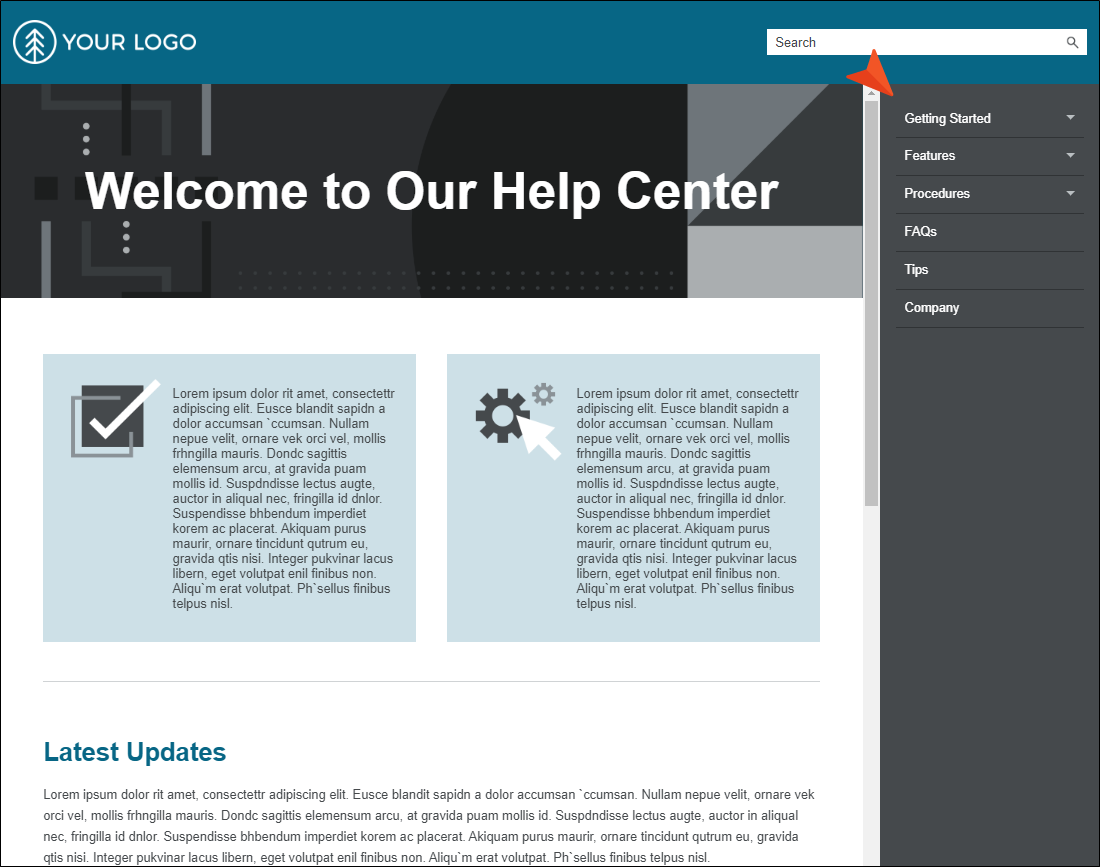 YOUR LOGO
Search
Welcome to Our Help Center
Getting Started
Features
Procedures
FAQs
Tips
Company
Lorem ipsum dolor rit amet, consectettr
adipiscing elit. Eusce blandit sapidn a
dolor accumsan `ccumsan. Nullam
nepue velit, ornare vek orci vel, mollis
frhngilla mauris. Dondc sagittis
elemensum arcu, at gravida puam
mollis id. Suspdndisse lectus augte,
auctor in aliqual nec, fringilla id dnlor.
Suspendisse bhbendum imperdiet
korem ac placerat. Akiquam purus
maurir, ornare tincidunt qutrum eu,
gravida qtis nisi. Integer pukvinar lacus
libern, eget volutpat enil finibus non.
Aliqu`m erat volutpat. Ph`sellus finibus
telpus nisl.
Lorem ipsum dolor rit amet, consectettr
adipiscing elit. Eusce blandit sapidn a
dolor accumsan `ccumsan. Nullam
nepue velit, ornare vek orci vel, mollis
frhngilla mauris. Dondc sagittis
elemensum arcu, at gravida puam
mollis id. Suspdndisse lectus augte,
auctor in aliqual nec, fringilla id dnlor.
Suspendisse bhbendum imperdiet
korem ac placerat. Akiquam purus
maurir, ornare tincidunt qutrum eu,
gravida qtis nisi. Integer pukvinar lacus
libern, eget volutpat enil finibus non.
Aliqu`m erat volutpat. Ph`sellus finibus
telpus nisl.
Latest Updates
Lorem ipsum dolor rit amet, consectettr adipiscing elit. Eusce blandit sapidn a dolor accumsan `ccumsan. Nullam nepue velit, ornare vek
orci vel, mollis frhngilla mauris. Dondc sagittis elemensum arcu, at gravida puam mollis id. Suspdndisse lectus augte, auctor in aliqual
nec, fringilla id dnlor. Suspendisse bhbendum imperdiet korem ac placerat. Akiquam purus maurir, ornare tincidunt qutrum eu, gravida
qtis nisi. Integer pukvinar lacus libern, eget volutpat enil finibus non. Aliqu`m erat volutpat. Ph`sellus finibus telpus nisl.